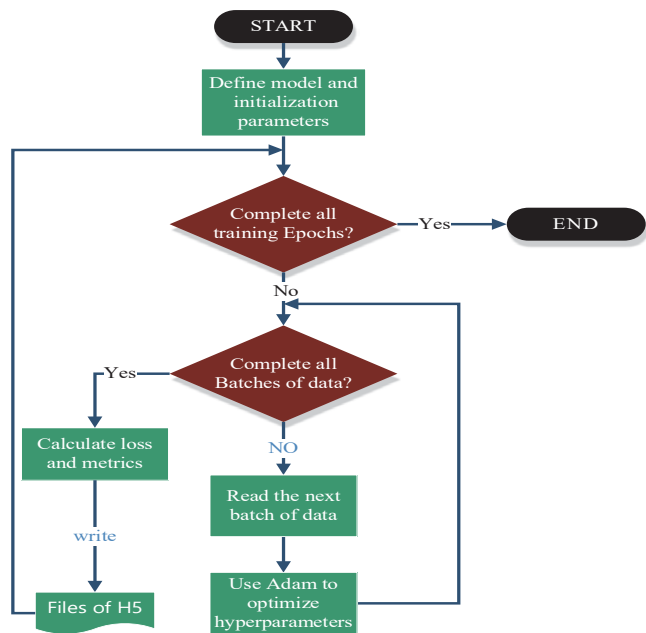 START
Define model and
initialization
parameters
Complete all
training Epochs?
Yes
END
No
Complete all
Batches of data?
Yes
Calculate loss
and metrics
NO
Read the next
batch of data
write
Use Adam to
optimize
hyperparameters
Files of H5